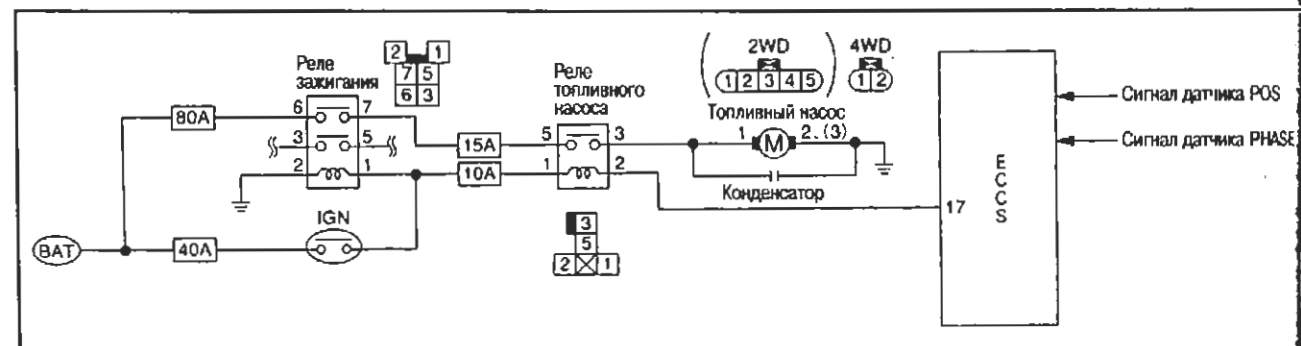 2WD 4WD
2 1
7 5
6 3
Реле зажигания
Реле топливного насоса
1 2 3 4 5
1 2
Топливный насос
80A
6 7
3 5
2 1
15A
10A
5 3
1 2
1 M 2. (3)
Конденсатор
IGN
BAT
40A
3
5
2 1
17
ECCS
Сигнал датчика POS
Сигнал датчика PHASE